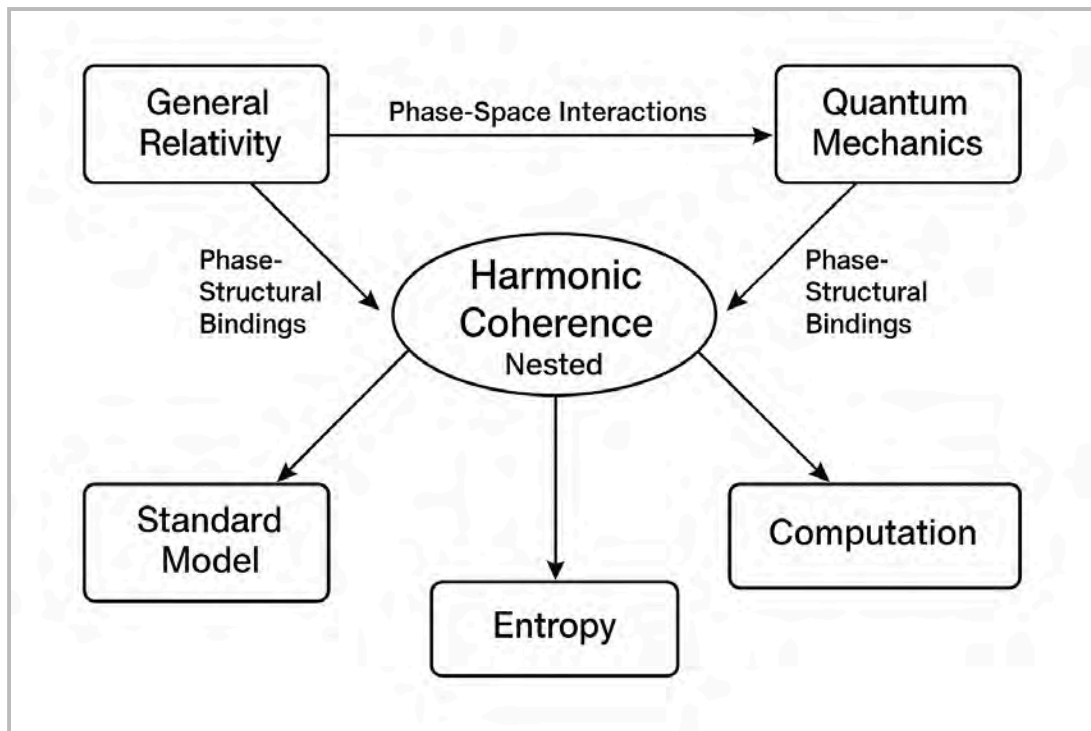 General
Relativity
Phase-Space Interactions
Quantum
Mechanics
Phase-
Structural
Bindings
Harmonic
Coherence
Nested
Phase-
Structural
Bindings
Standard
Model
Entropy
Computation